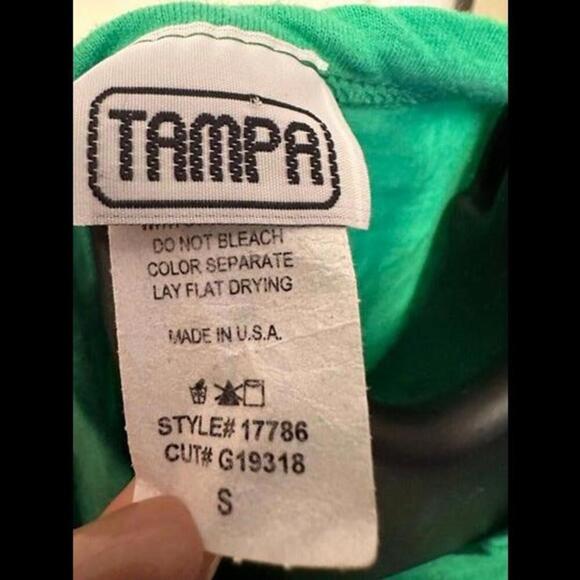 TAMPA
DO NOT BLEACH
COLOR SEPARATE
LAY FLAT DRYING
MADE IN U.S.A.
STYLE# 17786
CUT# G19318
S